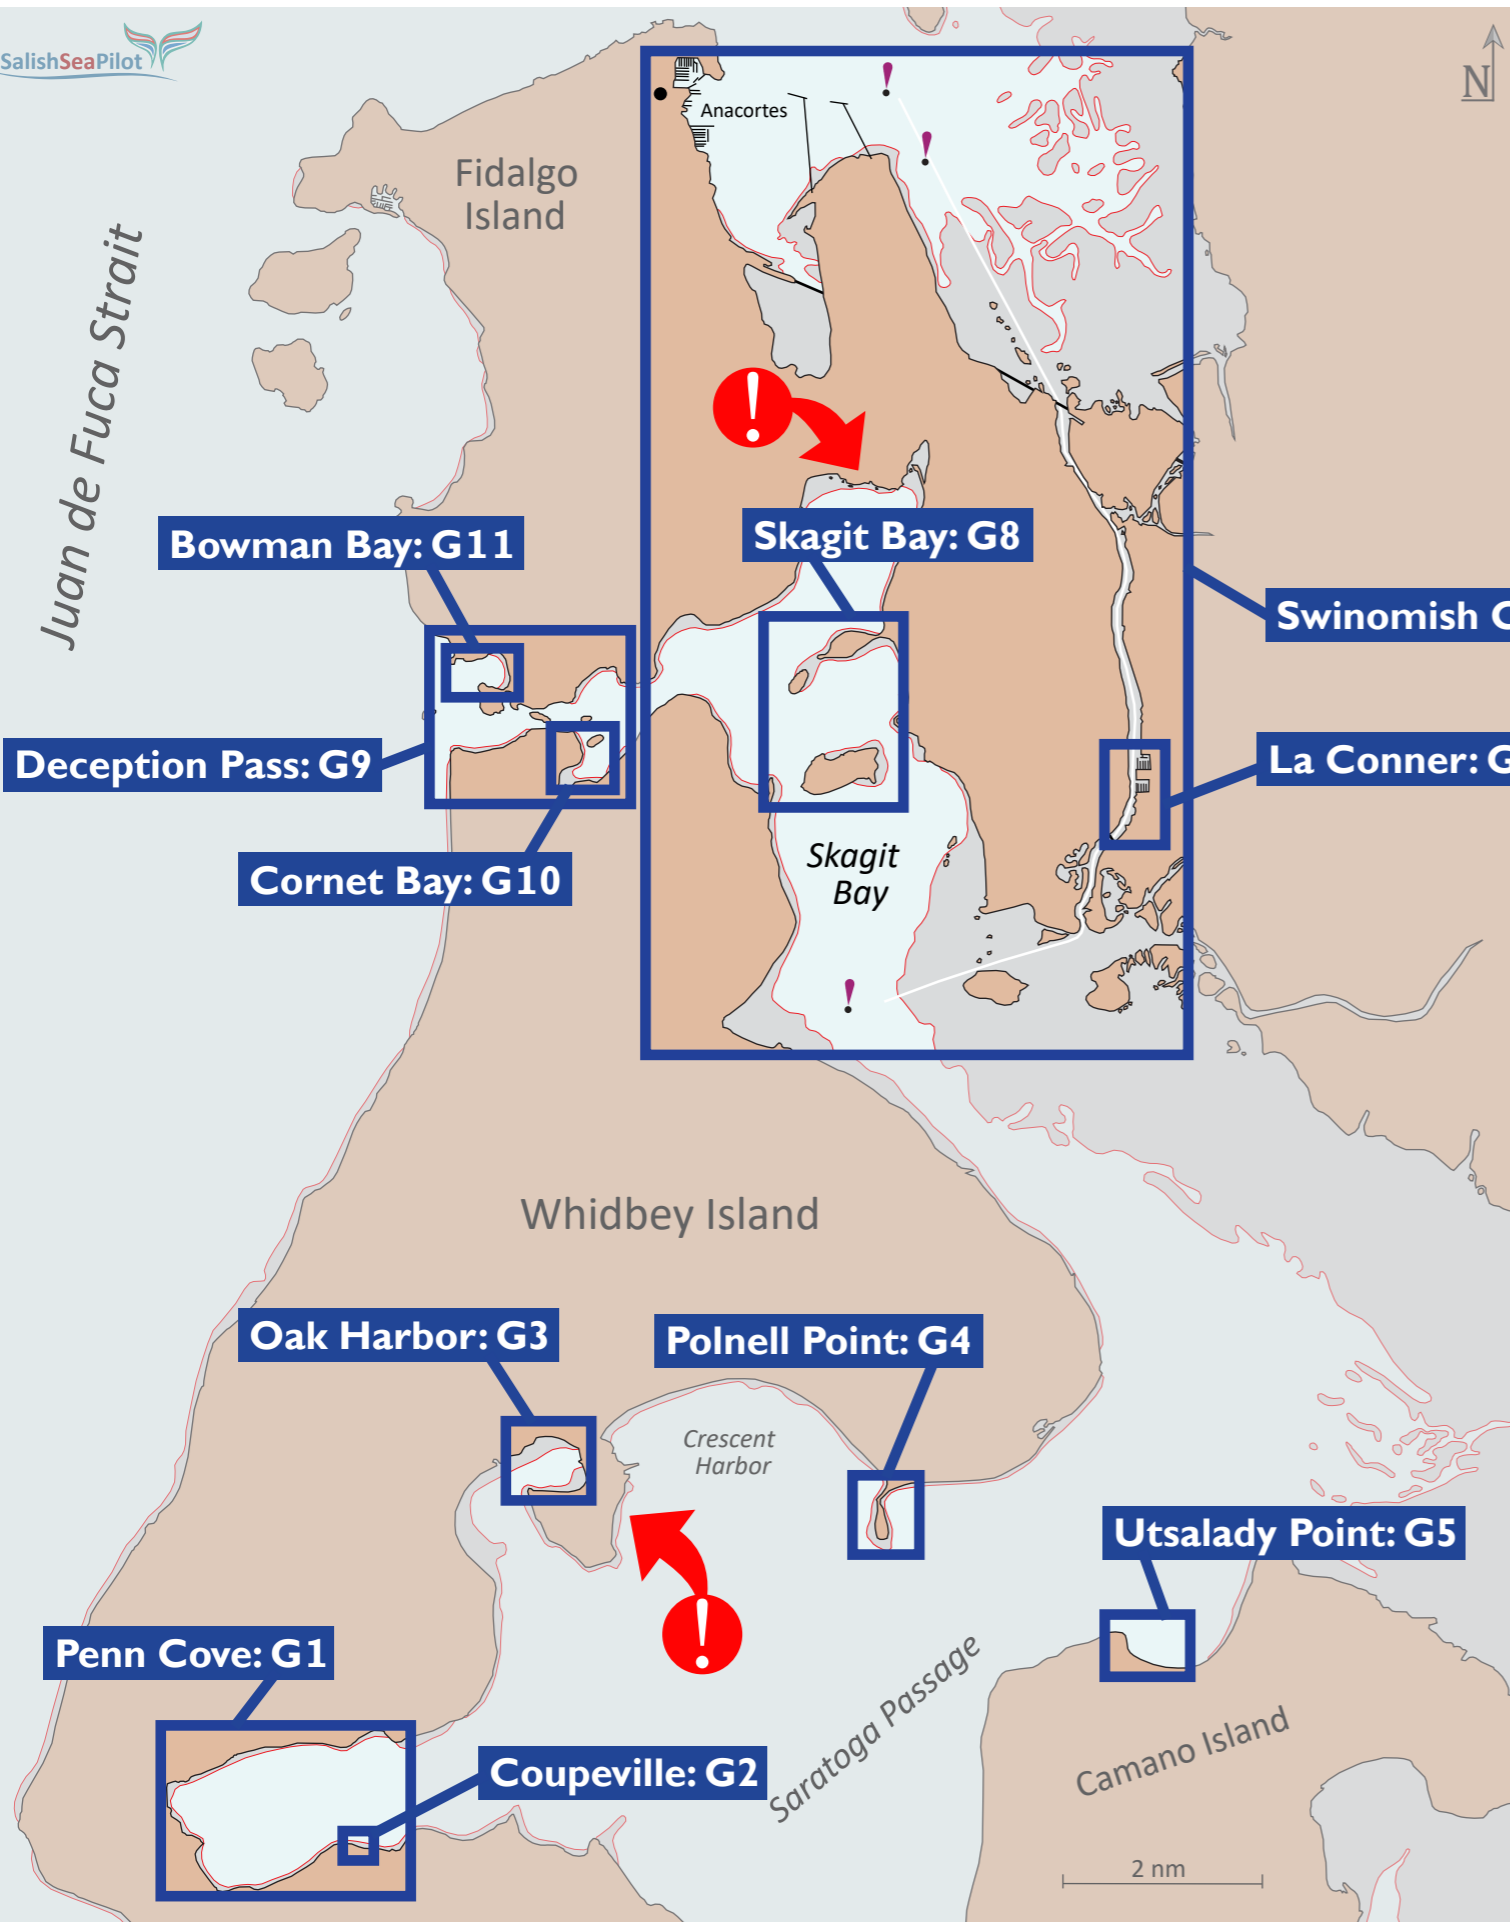 SalishSeaPilot
N
Anacortes
Fidalgo
Island
Juan de Fuca Strait
Bowman Bay: G11
Skagit Bay: G8
Swinomish C
Deception Pass: G9
La Conner: G
Skagit
Bay
Cornet Bay: G10
Whidbey Island
Oak Harbor: G3
Polnell Point: G4
Crescent
Harbor
Utsalady Point: G5
Penn Cove: G1
Saratoga Passage
Camano Island
Coupeville: G2
2 nm